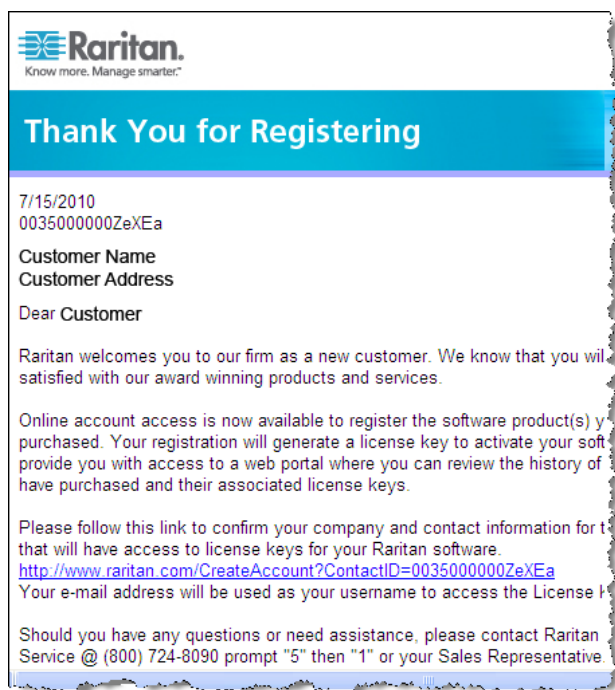 Raritan.
Know more. Manage smarter.™
Thank You for Registering
7/15/2010
0035000000ZeXEa
Customer Name
Customer Address
Dear Customer
Raritan welcomes you to our firm as a new customer. We know that you wil
satisfied with our award winning products and services.
Online account access is now available to register the software product(s) y
purchased. Your registration will generate a license key to activate your soft
provide you with access to a web portal where you can review the history of
have purchased and their associated license keys.
Please follow this link to confirm your company and contact information for t
that will have access to license keys for your Raritan software.
http://www.raritan.com/CreateAccount?ContactID=0035000000ZeXEa
Your e-mail address will be used as your username to access the License
Should you have any questions or need assistance, please contact Raritan
Service @ (800) 724-8090 prompt "5" then "1" or your Sales Representative.